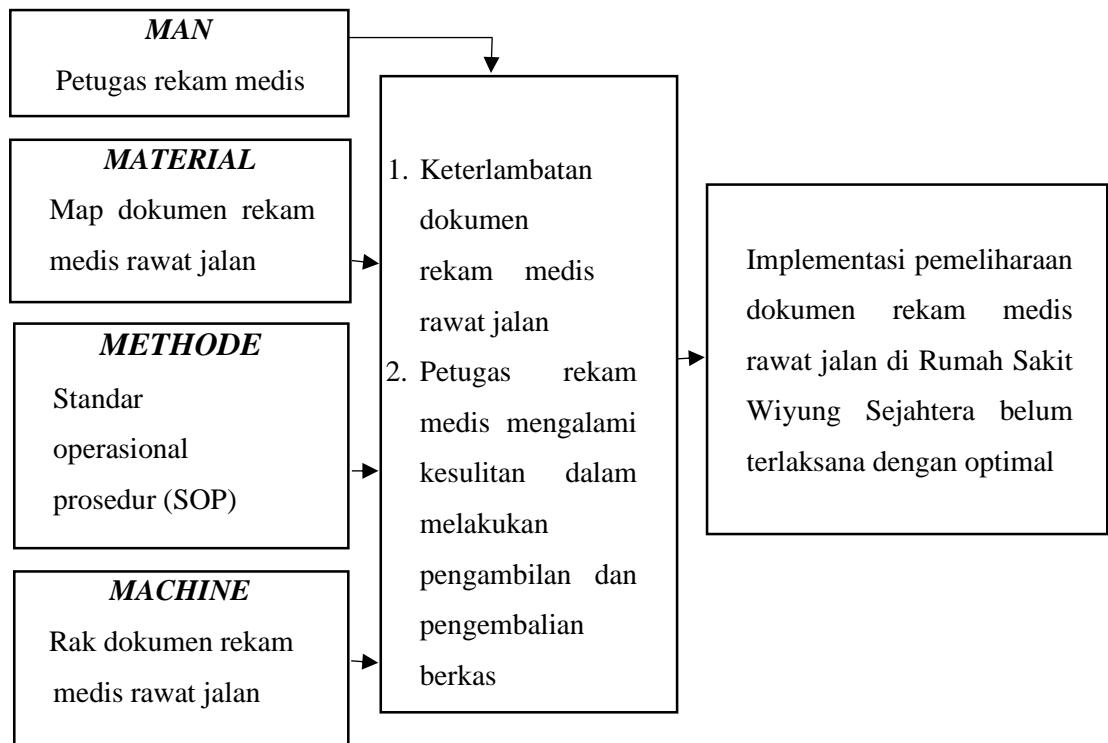 MAN
Petugas rekam medis
MATERIAL
Map dokumen rekam
medis rawat jalan
METHODE
Standar
operasional
prosedur (SOP)
MACHINE
Rak dokumen rekam
medis rawat jalan
1. Keterlambatan
dokumen
rekam medis
rawat jalan
2. Petugas rekam
medis mengalami
kesulitan dalam
melakukan
pengambilan dan
pengembalian
berkas
Implementasi pemeliharaan
dokumen rekam medis
rawat jalan di Rumah Sakit
Wiyung Sejahtera belum
terlaksana dengan optimal